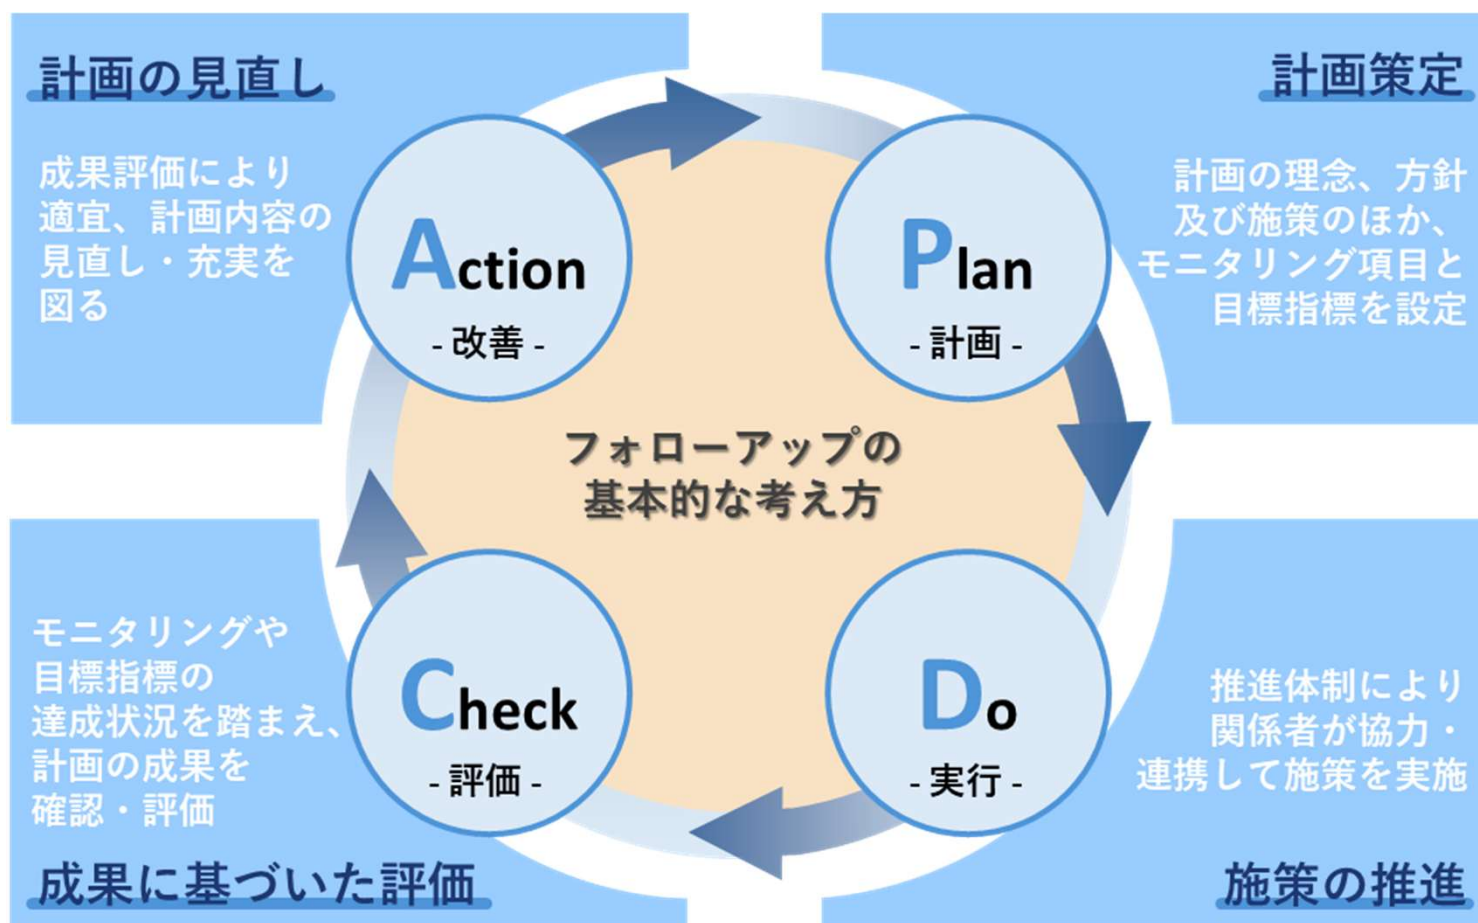 計画の見直し
成果評価により
適宜、計画内容の
見直し・充実を
図る
Action
- 改善 -
計画策定
計画の理念、方針
及び施策のほか、
モニタリング項目と
目標指標を設定
Plan
- 計画 -
フォローアップの
基本的な考え方
Check
- 評価 -
モニタリングや
目標指標の
達成状況を踏まえ、
計画の成果を
確認・評価
成果に基づいた評価
Do
- 実行 -
推進体制により
関係者が協力・
連携して施策を実施
施策の推進